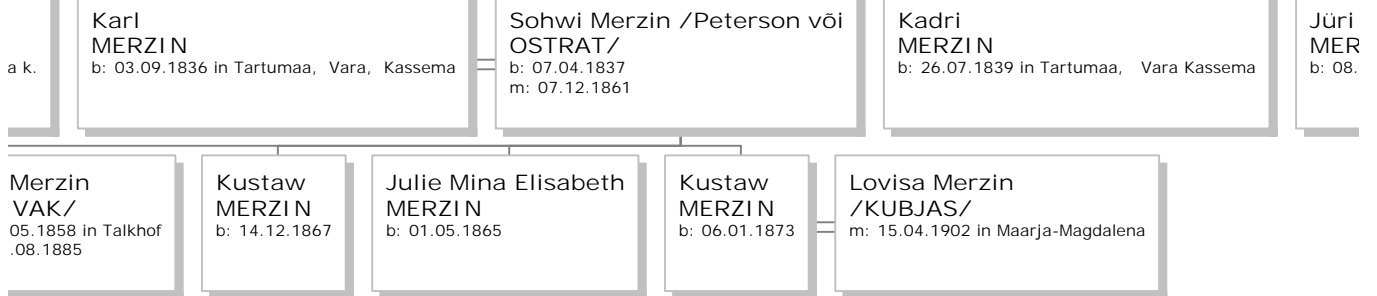 a k.
Karl
MERZIN
b: 03.09.1836 in Tartumaa, Vara, Kassema
Sohwi Merzin /Peterson või
OSTRAT/
b: 07.04.1837
m: 07.12.1861
Kadri
MERZIN
b: 26.07.1839 in Tartumaa, Vara Kassema
Jüri
MER
b: 08.
Merzin
VAK/
05.1858 in Talkhof
.08.1885
Kustaw
MERZIN
b: 14.12.1867
Julie Mina Elisabeth
MERZIN
b: 01.05.1865
Kustaw
MERZIN
b: 06.01.1873
Lovisa Merzin
/KUBJAS/
m: 15.04.1902 in Maarja-Magdalena